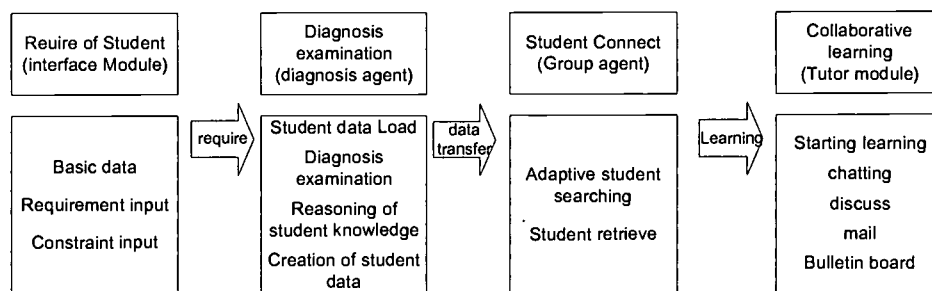 Reuire of Student
(interface Module)
Diagnosis
examination
(diagnosis agent)
Student Connect
(Group agent)
Collaborative
learning
(Tutor module)
Basic data
Requirement input
Constraint input
require
Student data Load
Diagnosis
examination
Reasoning of
student knowledge
Creation of student
data
data
transfer
Adaptive student
searching
Student retrieve
Learning
Starting learning
chatting
discuss
mail
Bulletin board